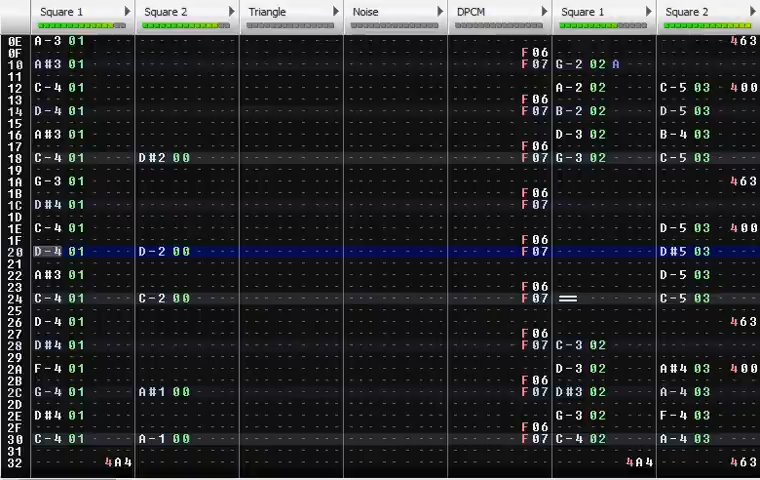 Square 1 Square 2 Triangle Noise DPCM Square 1 Square 2
0E A-3 01 463
0F F06
10 A#3 01 F07 G-2 02 A
11
12 C-4 01 A-2 02 C-5 03 400
13 F06
14 D-4 01 F07 B-2 02 D-5 03
15
16 A#3 01 D-3 02 B-4 03
17 F06
18 C-4 01 D#2 00 F07 G-3 02 C-5 03
19
1A G-3 01 463
1B F06
1C D#4 01 F07
1D
1E C-4 01 D-5 03 400
1F F06
20 D-4 01 D-2 00 F07 D#5 03
21
22 A#3 01 D-5 03
23 F06
24 C-4 01 C-2 00 F07 C-5 03
25
26 D-4 01 463
27 F06
28 D#4 01 F07 C-3 02
29
2A F-4 01 D-3 02 A#4 03 400
2B F06
2C G-4 01 A#1 00 F07 D#3 02 A-4 03
2D
2E D#4 01 G-3 02 F-4 03
2F F06
30 C-4 01 A-1 00 F07 C-4 02 A-4 03
31
32 4A4 4A4 463